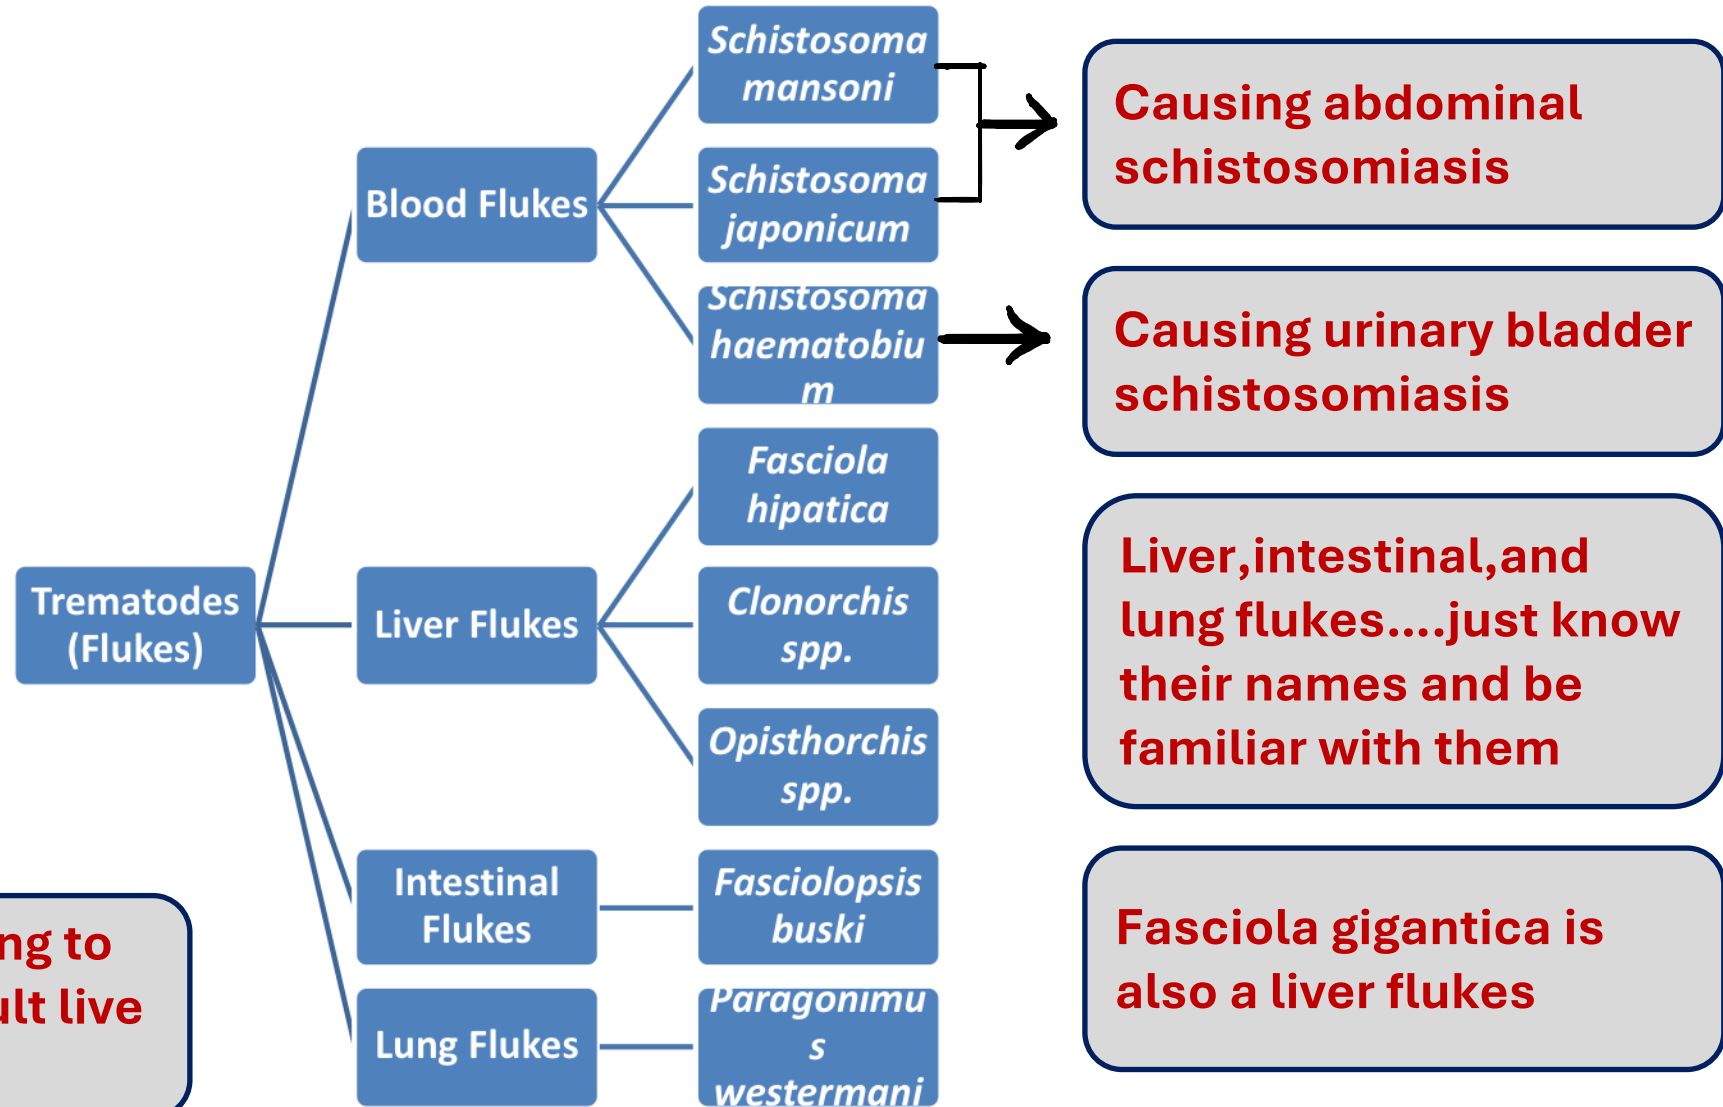 Schistosoma
mansoni
Causing abdominal
schistosomiasis
Blood Flukes
Schistosoma
japonicum
Schistosoma
haematobiu
m
Causing urinary bladder
schistosomiasis
Fasciola
hipatica
Liver,intestinal,and
lung flukes....just know
their names and be
familiar with them
Trematodes
(Flukes)
Liver Flukes
Clonorchis
spp.
Opisthorchis
spp.
Intestinal
Flukes
Fasciolopsis
buski
Fasciola gigantica is
also a liver flukes
ng to
ult live
Lung Flukes
Paragonimu
s
westermani